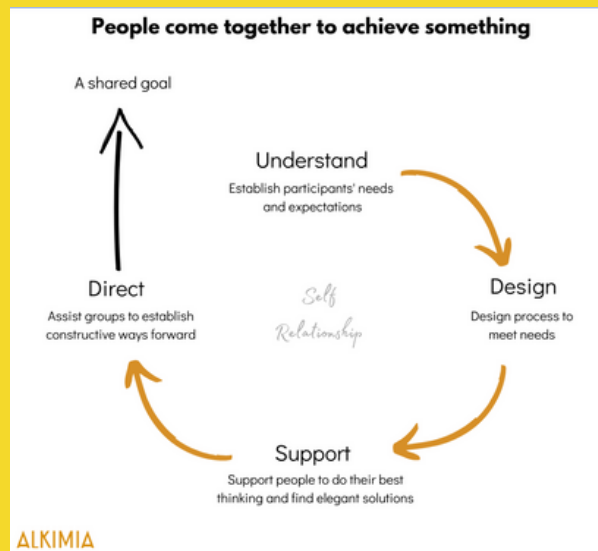 People come together to achieve something
A shared goal
Understand
Establish participants' needs
and expectations
Design
Design process to
meet needs
Support
Support people to do their best
thinking and find elegant solutions
Direct
Assist groups to establish
constructive ways forward
Self
Relationship
ALKIMIA